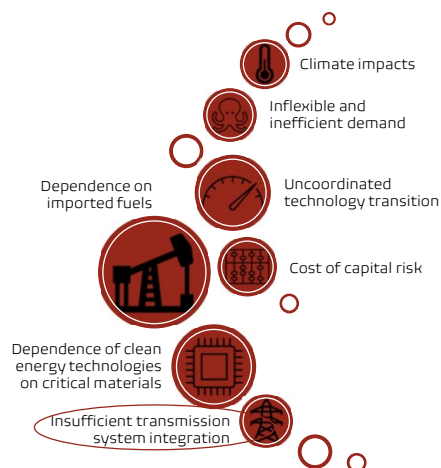 Climate impacts
Inflexible and
inefficient demand
Dependence on
imported fuels
Uncoordinated
technology transition
Cost of capital risk
Dependence of clean
energy technologies
on critical materials
Insufficient transmission
system integration